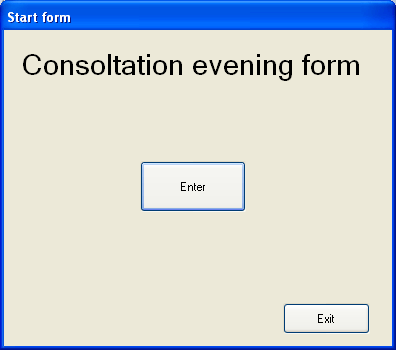 Start form
Consoltation evening form
Enter
Exit